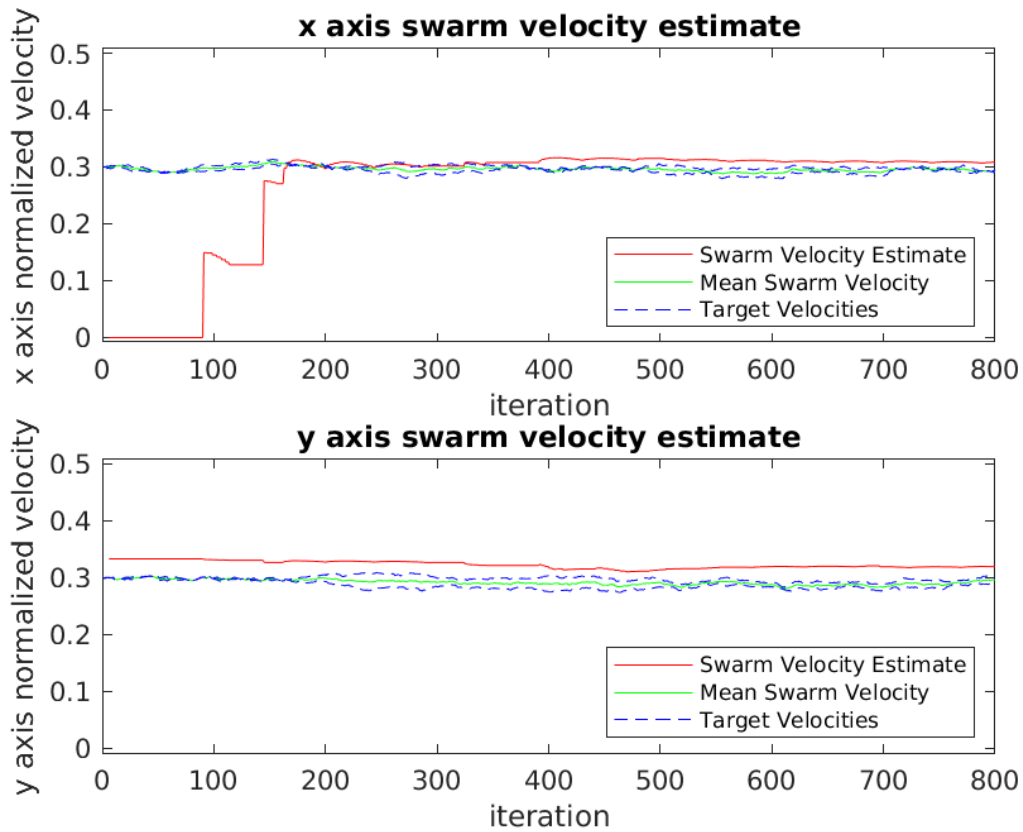 x axis swarm velocity estimate
x axis normalized velocity
0.5
0.4
0.3
0.2
0.1
0
Swarm Velocity Estimate
Mean Swarm Velocity
Target Velocities
0 100 200 300 400 500 600 700 800
iteration
y axis swarm velocity estimate
y axis normalized velocity
0.5
0.4
0.3
0.2
0.1
0
Swarm Velocity Estimate
Mean Swarm Velocity
Target Velocities
0 100 200 300 400 500 600 700 800
iteration